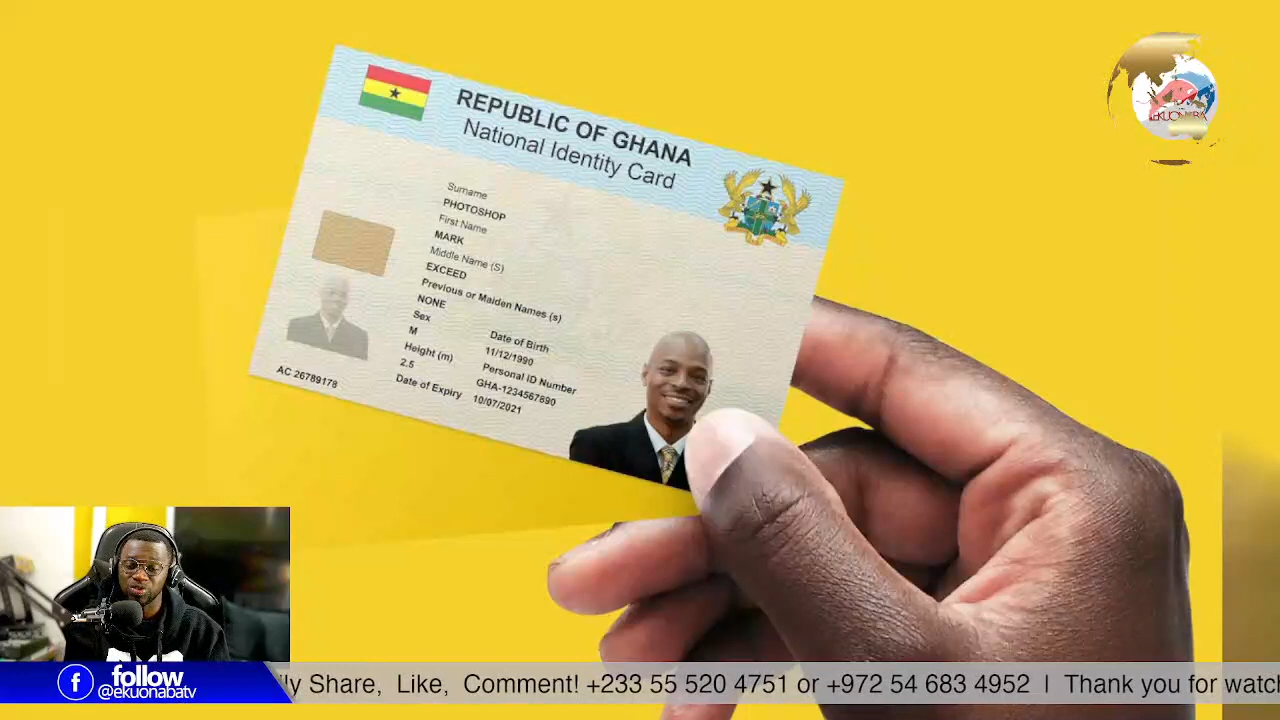 REPUBLIC OF GHANA
National Identity Card
Surname
PHOTOSHOP
First Name
MARK
Middle Name (S)
EXCEED
Previous or Maiden Names (s)
NONE
Sex
M
Date of Birth
11/12/1990
Height (m)
2.5
Personal ID Number
GHA-1234567890
Date of Expiry
10/07/2021
AC 26789178
EKUONABA
f follow
@ekuonabatv
lly Share, Like, Comment! +233 55 520 4751 or +972 54 683 4952 | Thank you for watch